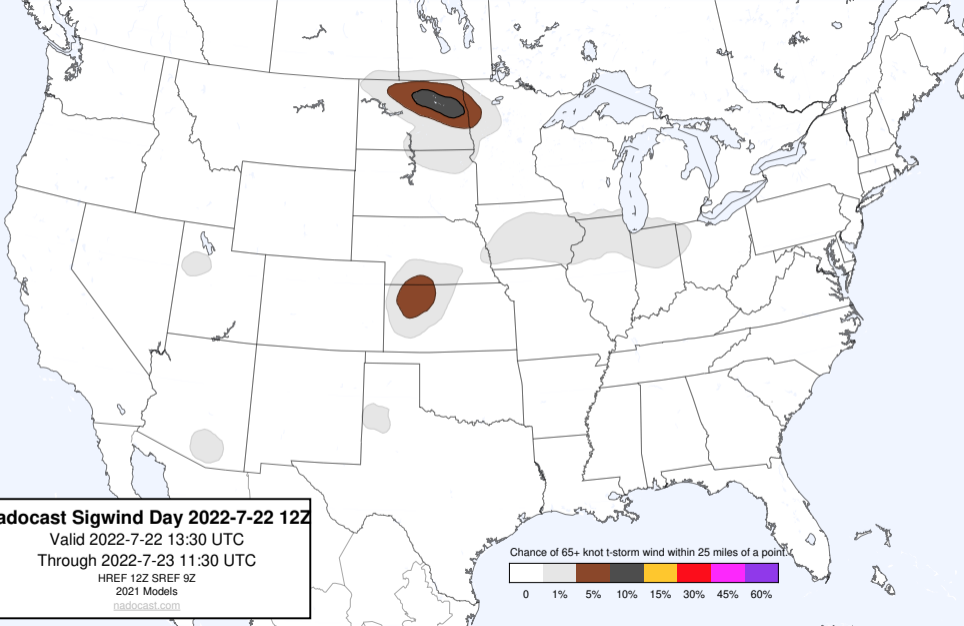 adocast Sigwind Day 2022-7-22 12Z
Valid 2022-7-22 13:30 UTC
Through 2022-7-23 11:30 UTC
HREF 12Z SREF 9Z
2021 Models
nadocast.com
Chance of 65+ knot t-storm wind within 25 miles of a point.
0 1% 5% 10% 15% 30% 45% 60%